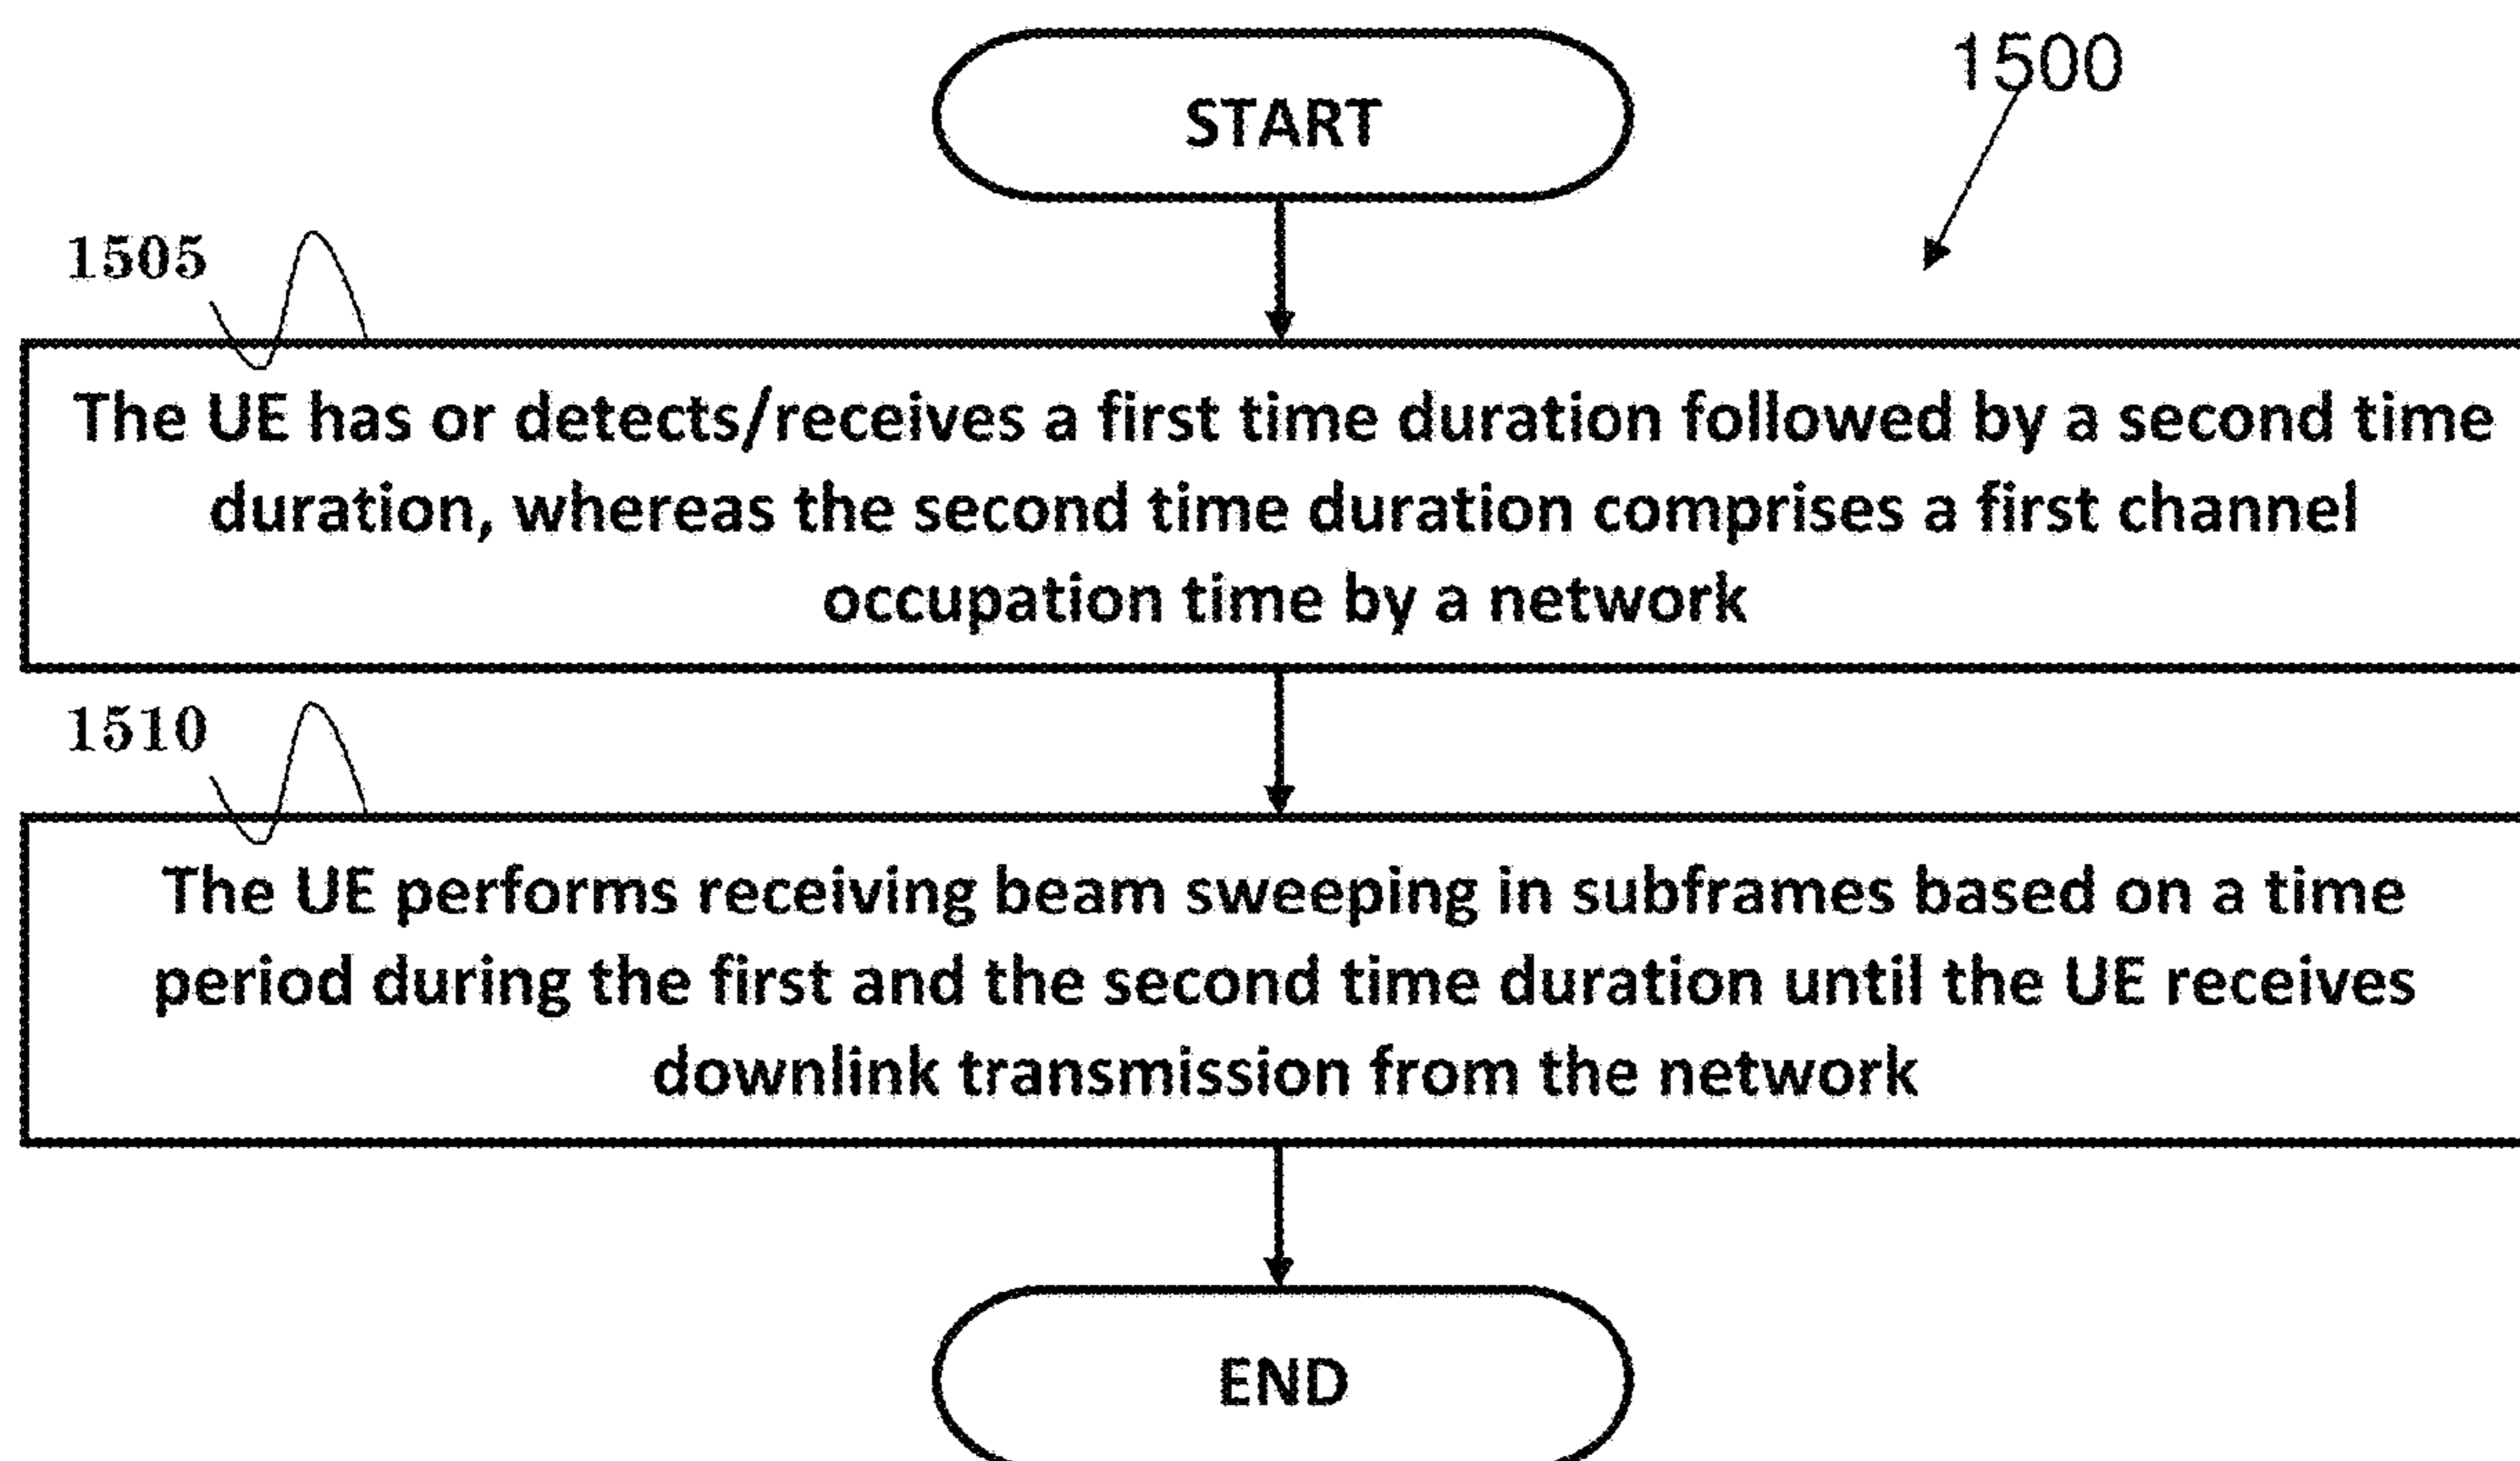 START
1500
1505
The UE has or detects/receives a first time duration followed by a second time
duration, whereas the second time duration comprises a first channel
occupation time by a network
1510
The UE performs receiving beam sweeping in subframes based on a time
period during the first and the second time duration until the UE receives
downlink transmission from the network
END